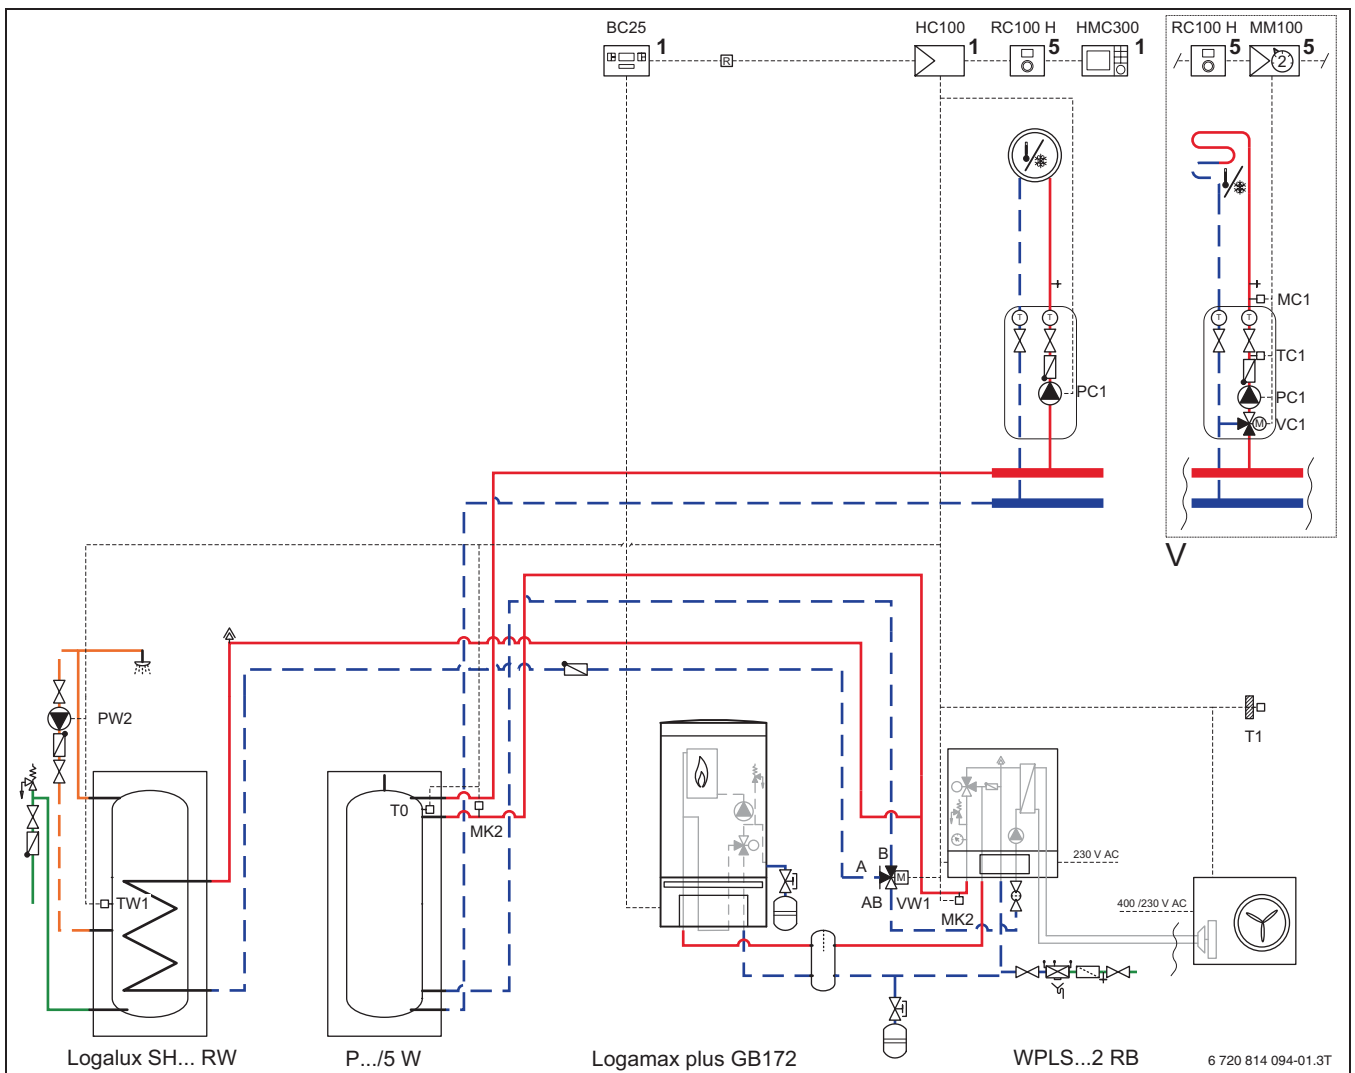 BC25
1
R
HC100
1
RC100 H
5
HMC300
1
RC100 H
5
MM100
5
2
T
T
T
T
MC1
TC1
PC1
PC1
M
VC1
V
PW2
T1
T0
MK2
B
A
M
AB
VW1
MK2
230 V AC
400 /230 V AC
TW1
Logalux SH... RW
P.../5 W
Logamax plus GB172
WPLS...2 RB
6 720 814 094-01.3T